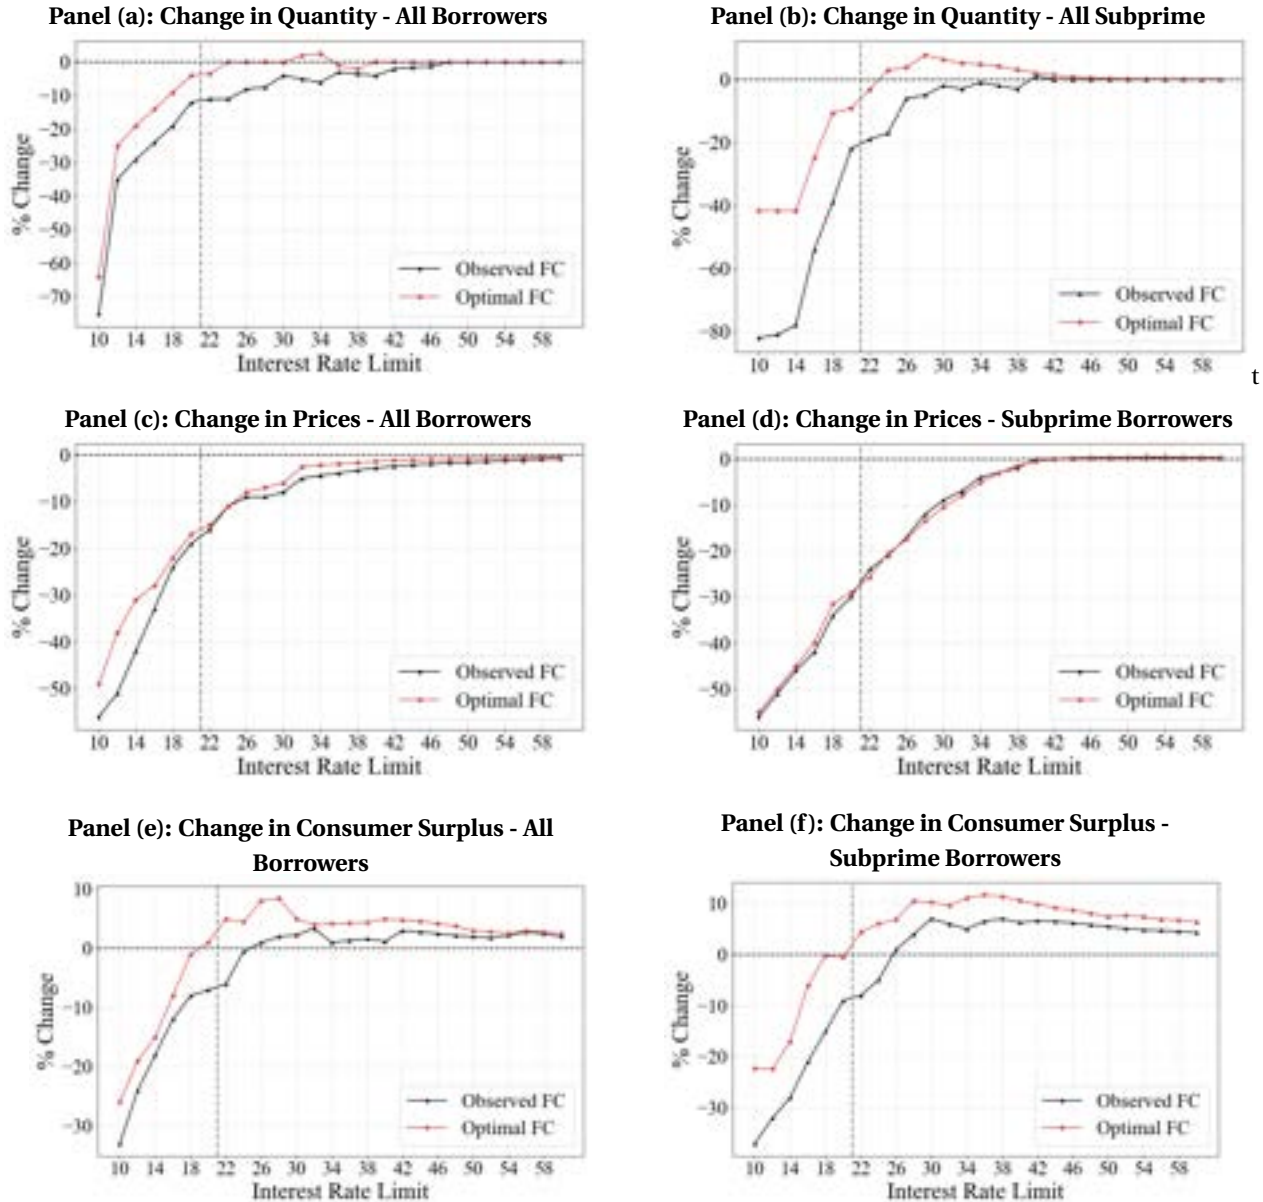 Panel (a): Change in Quantity - All Borrowers
0
−10
−20
−30
−40
−50
−60
−70
% Change
Observed FC
Optimal FC
10 14 18 22 26 30 34 38 42 46 50 54 58
Interest Rate Limit
Panel (b): Change in Quantity - All Subprime
0
−20
−40
−60
−80
% Change
Observed FC
Optimal FC
10 14 18 22 26 30 34 38 42 46 50 54 58
Interest Rate Limit
t
Panel (c): Change in Prices - All Borrowers
0
−10
−20
−30
−40
−50
% Change
Observed FC
Optimal FC
10 14 18 22 26 30 34 38 42 46 50 54 58
Interest Rate Limit
Panel (d): Change in Prices - Subprime Borrowers
0
−10
−20
−30
−40
−50
% Change
Observed FC
Optimal FC
10 14 18 22 26 30 34 38 42 46 50 54 58
Interest Rate Limit
Panel (e): Change in Consumer Surplus - All
Borrowers
10
0
−10
−20
−30
% Change
Observed FC
Optimal FC
10 14 18 22 26 30 34 38 42 46 50 54 58
Interest Rate Limit
Panel (f): Change in Consumer Surplus -
Subprime Borrowers
10
0
−10
−20
−30
% Change
Observed FC
Optimal FC
10 14 18 22 26 30 34 38 42 46 50 54 58
Interest Rate Limit